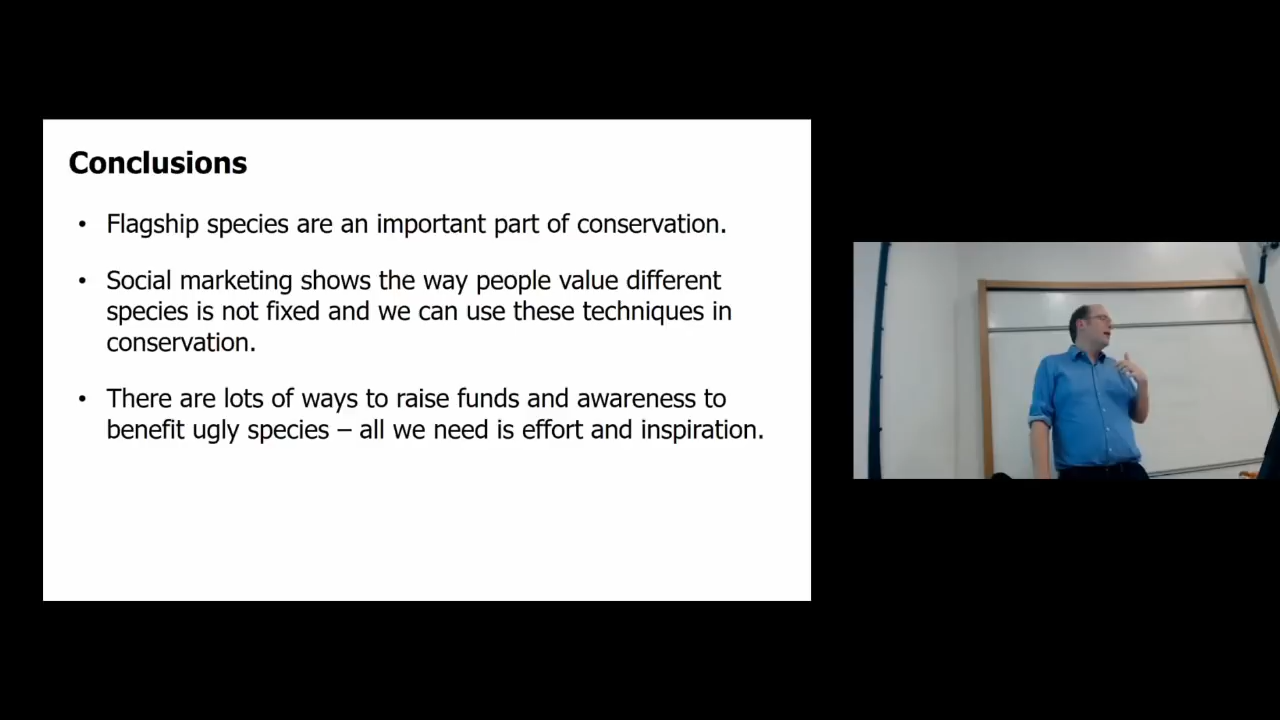 Conclusions
• Flagship species are an important part of conservation.
• Social marketing shows the way people value different
species is not fixed and we can use these techniques in
conservation.
• There are lots of ways to raise funds and awareness to
benefit ugly species – all we need is effort and inspiration.